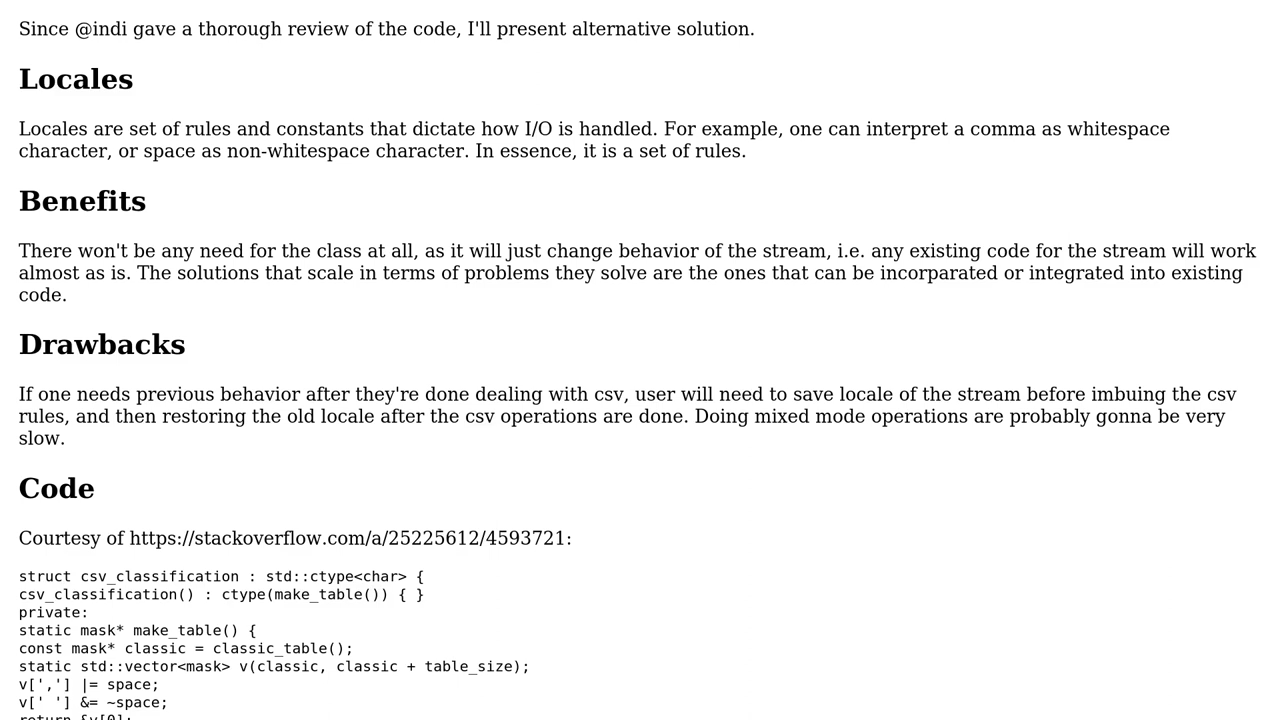 Since @indi gave a thorough review of the code, I'll present alternative solution.
Locales
Locales are set of rules and constants that dictate how I/O is handled. For example, one can interpret a comma as whitespace
character, or space as non-whitespace character. In essence, it is a set of rules.
Benefits
There won't be any need for the class at all, as it will just change behavior of the stream, i.e. any existing code for the stream will work
almost as is. The solutions that scale in terms of problems they solve are the ones that can be incorparated or integrated into existing
code.
Drawbacks
If one needs previous behavior after they're done dealing with csv, user will need to save locale of the stream before imbuing the csv
rules, and then restoring the old locale after the csv operations are done. Doing mixed mode operations are probably gonna be very
slow.
Code
Courtesy of https://stackoverflow.com/a/25225612/4593721:
struct csv_classification : std::ctype<char> {
csv_classification() : ctype(make_table()) { }
private:
static mask* make_table() {
const mask* classic = classic_table();
static std::vector<mask> v(classic, classic + table_size);
v[','] |= space;
v[' '] &= ~space;
return &v[0];